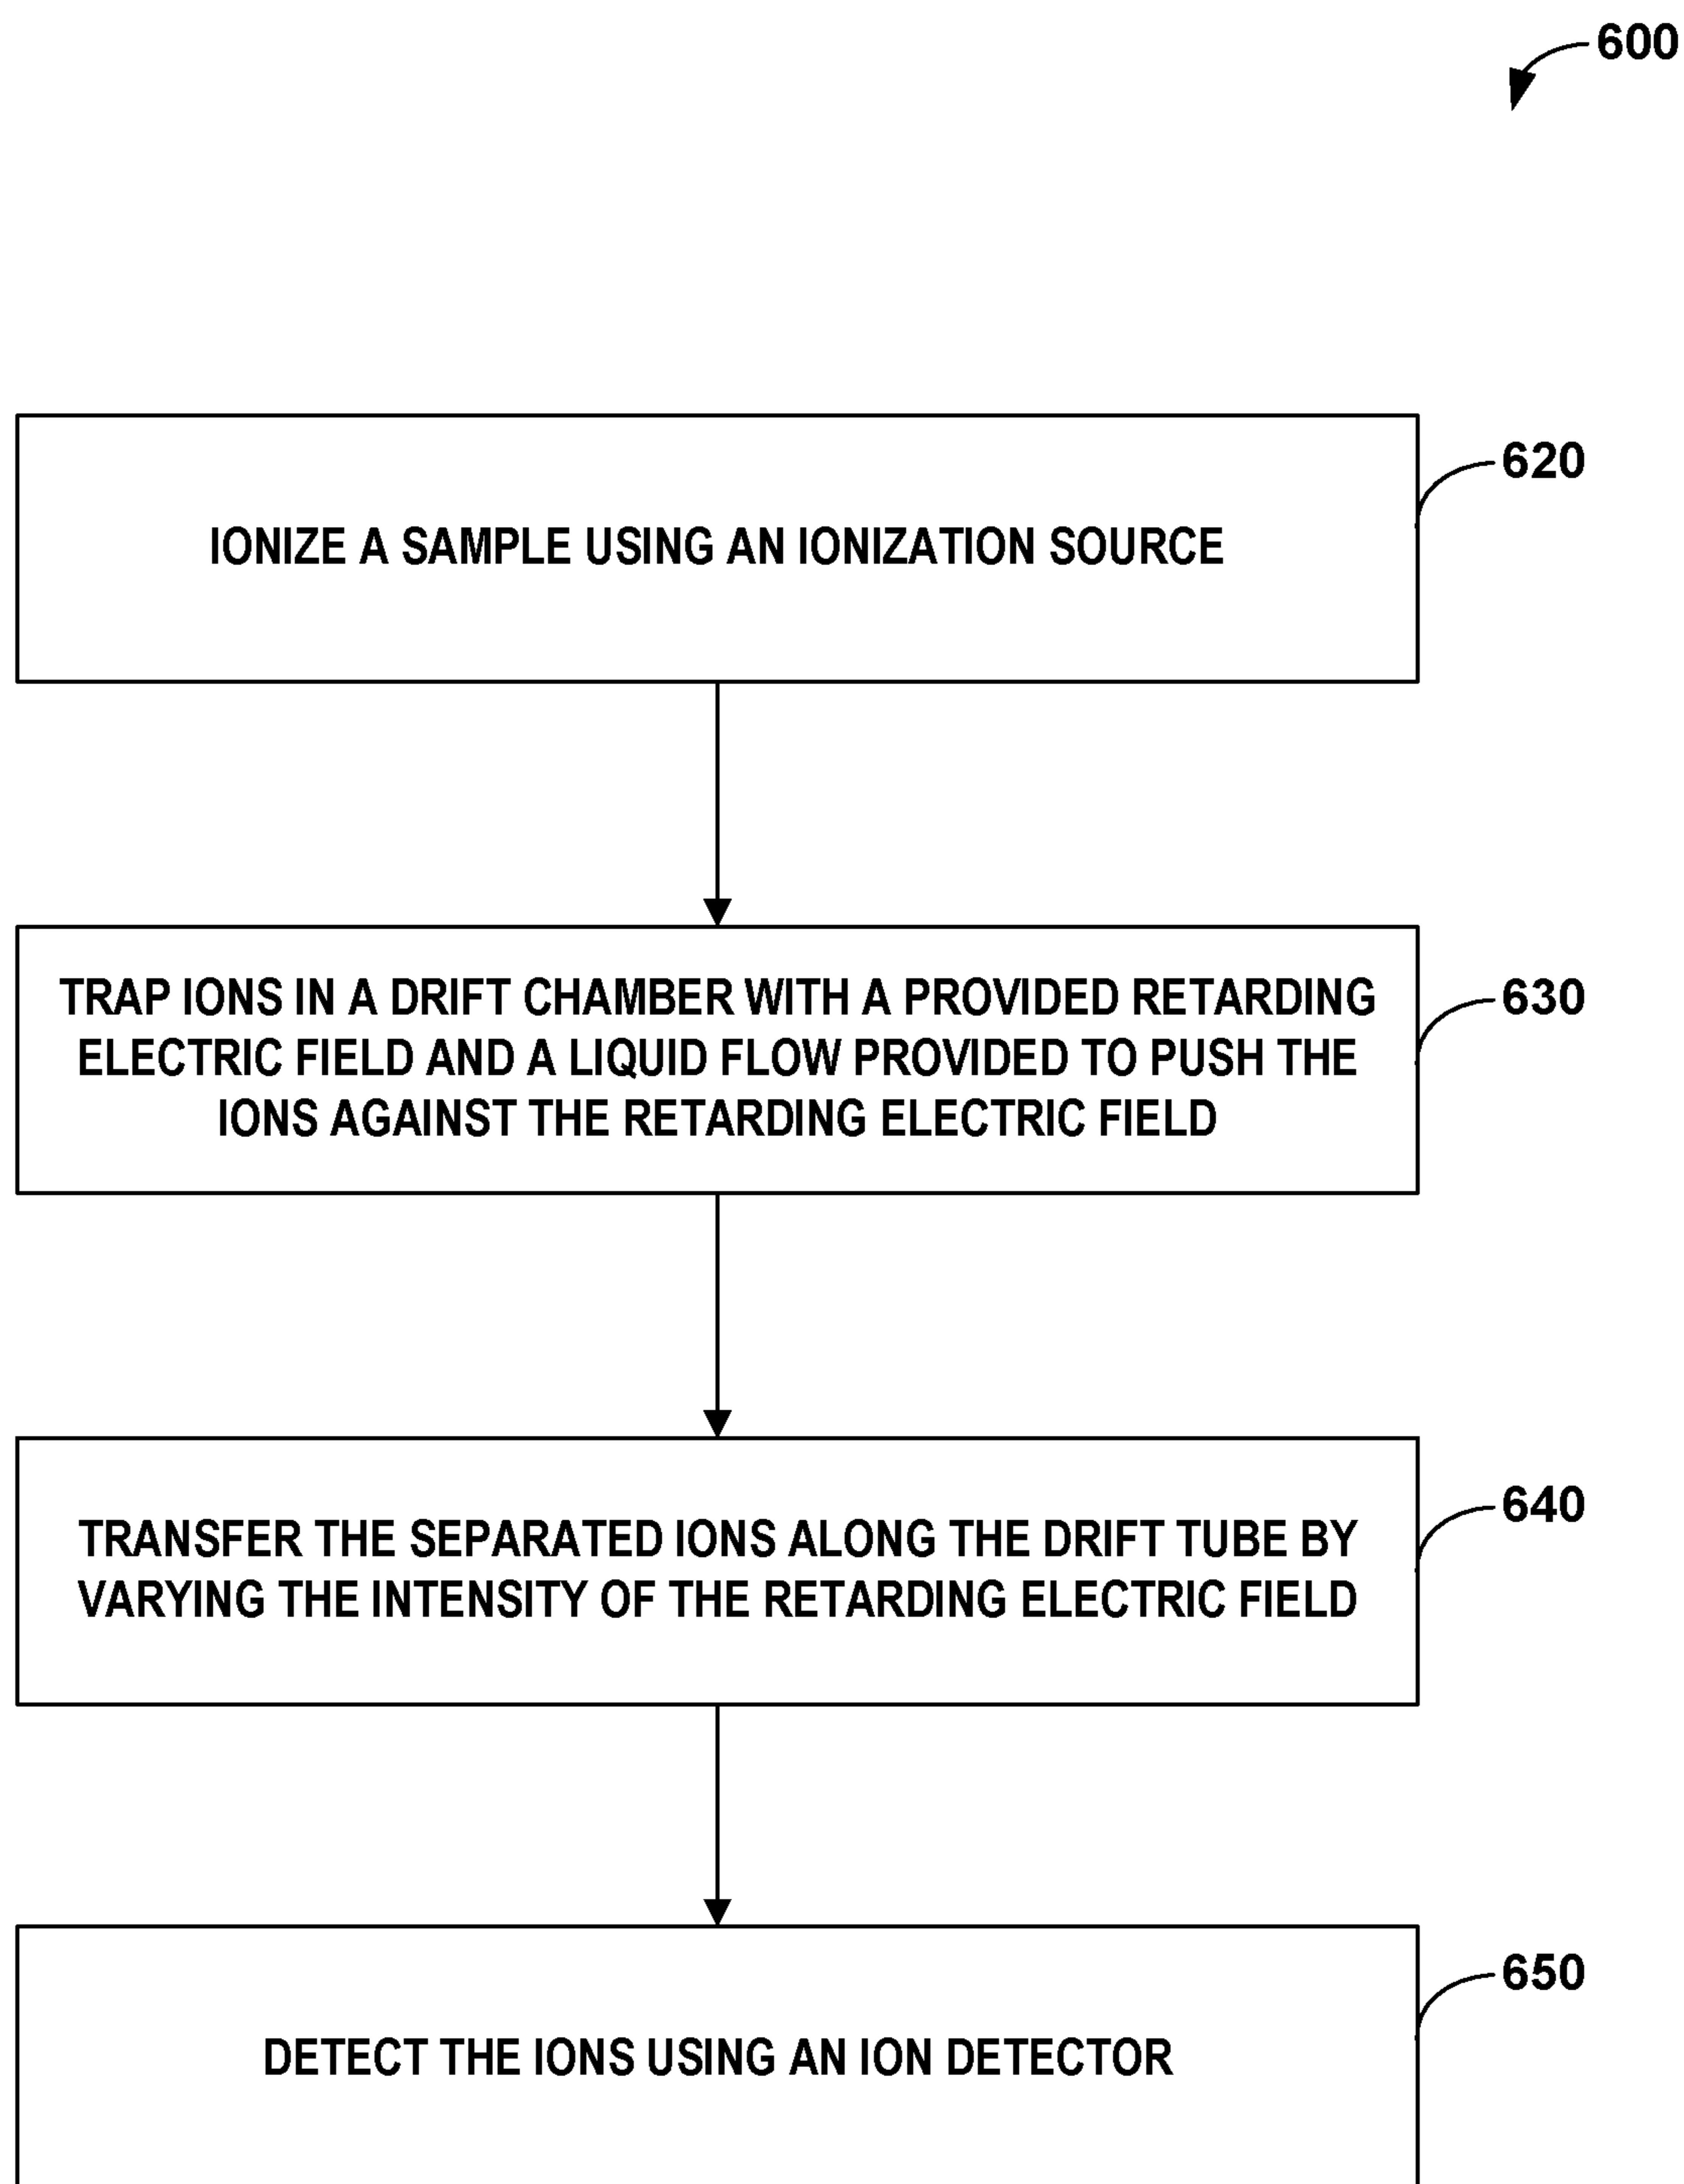 600
620
IONIZE A SAMPLE USING AN IONIZATION SOURCE
630
TRAP IONS IN A DRIFT CHAMBER WITH A PROVIDED RETARDING
ELECTRIC FIELD AND A LIQUID FLOW PROVIDED TO PUSH THE
IONS AGAINST THE RETARDING ELECTRIC FIELD
640
TRANSFER THE SEPARATED IONS ALONG THE DRIFT TUBE BY
VARYING THE INTENSITY OF THE RETARDING ELECTRIC FIELD
650
DETECT THE IONS USING AN ION DETECTOR